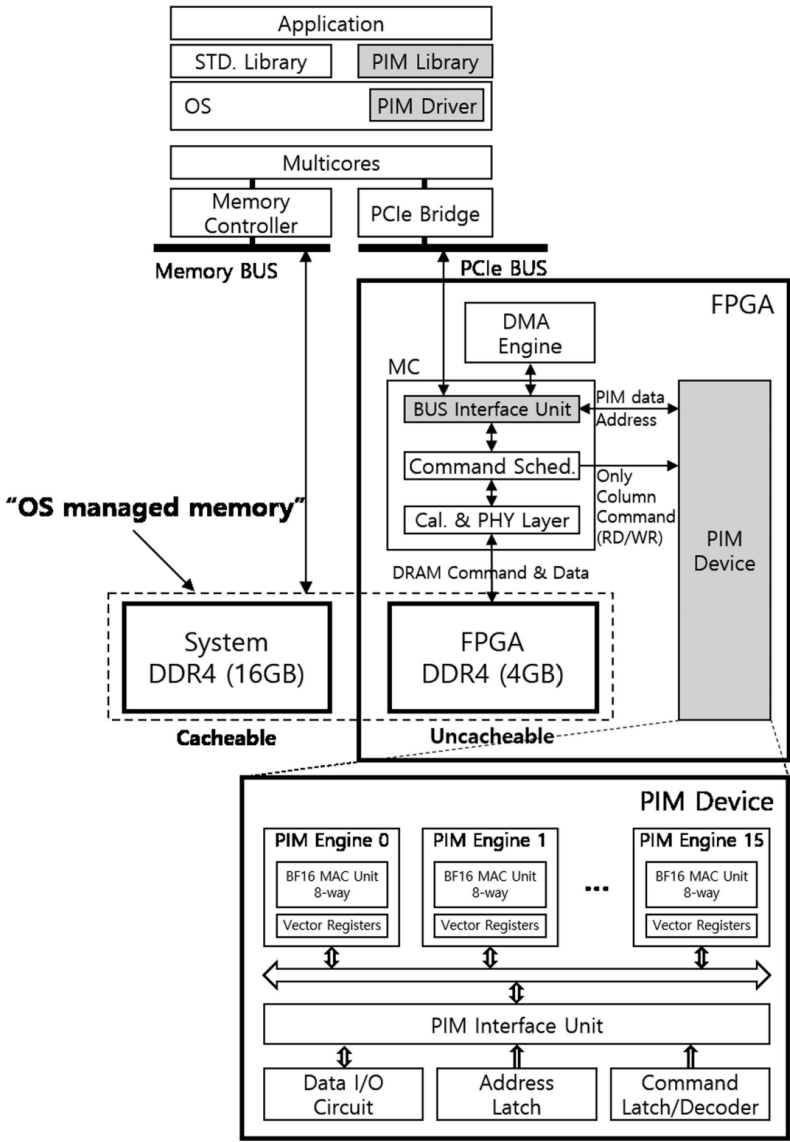 Application
STD. Library
PIM Library
OS
PIM Driver
Multicores
Memory
Controller
PCIe Bridge
Memory BUS
PCIe BUS
FPGA
DMA
Engine
MC
BUS Interface Unit
PIM data
Address
Command Sched.
Only
Column
Command
(RD/WR)
Cal. & PHY Layer
PIM
Device
"OS managed memory"
DRAM Command & Data
System
DDR4 (16GB)
FPGA
DDR4 (4GB)
Cacheable
Uncacheable
PIM Device
PIM Engine 0
BF16 MAC Unit
8-way
Vector Registers
PIM Engine 1
BF16 MAC Unit
8-way
Vector Registers
...
PIM Engine 15
BF16 MAC Unit
8-way
Vector Registers
PIM Interface Unit
Data I/O
Circuit
Address
Latch
Command
Latch/Decoder